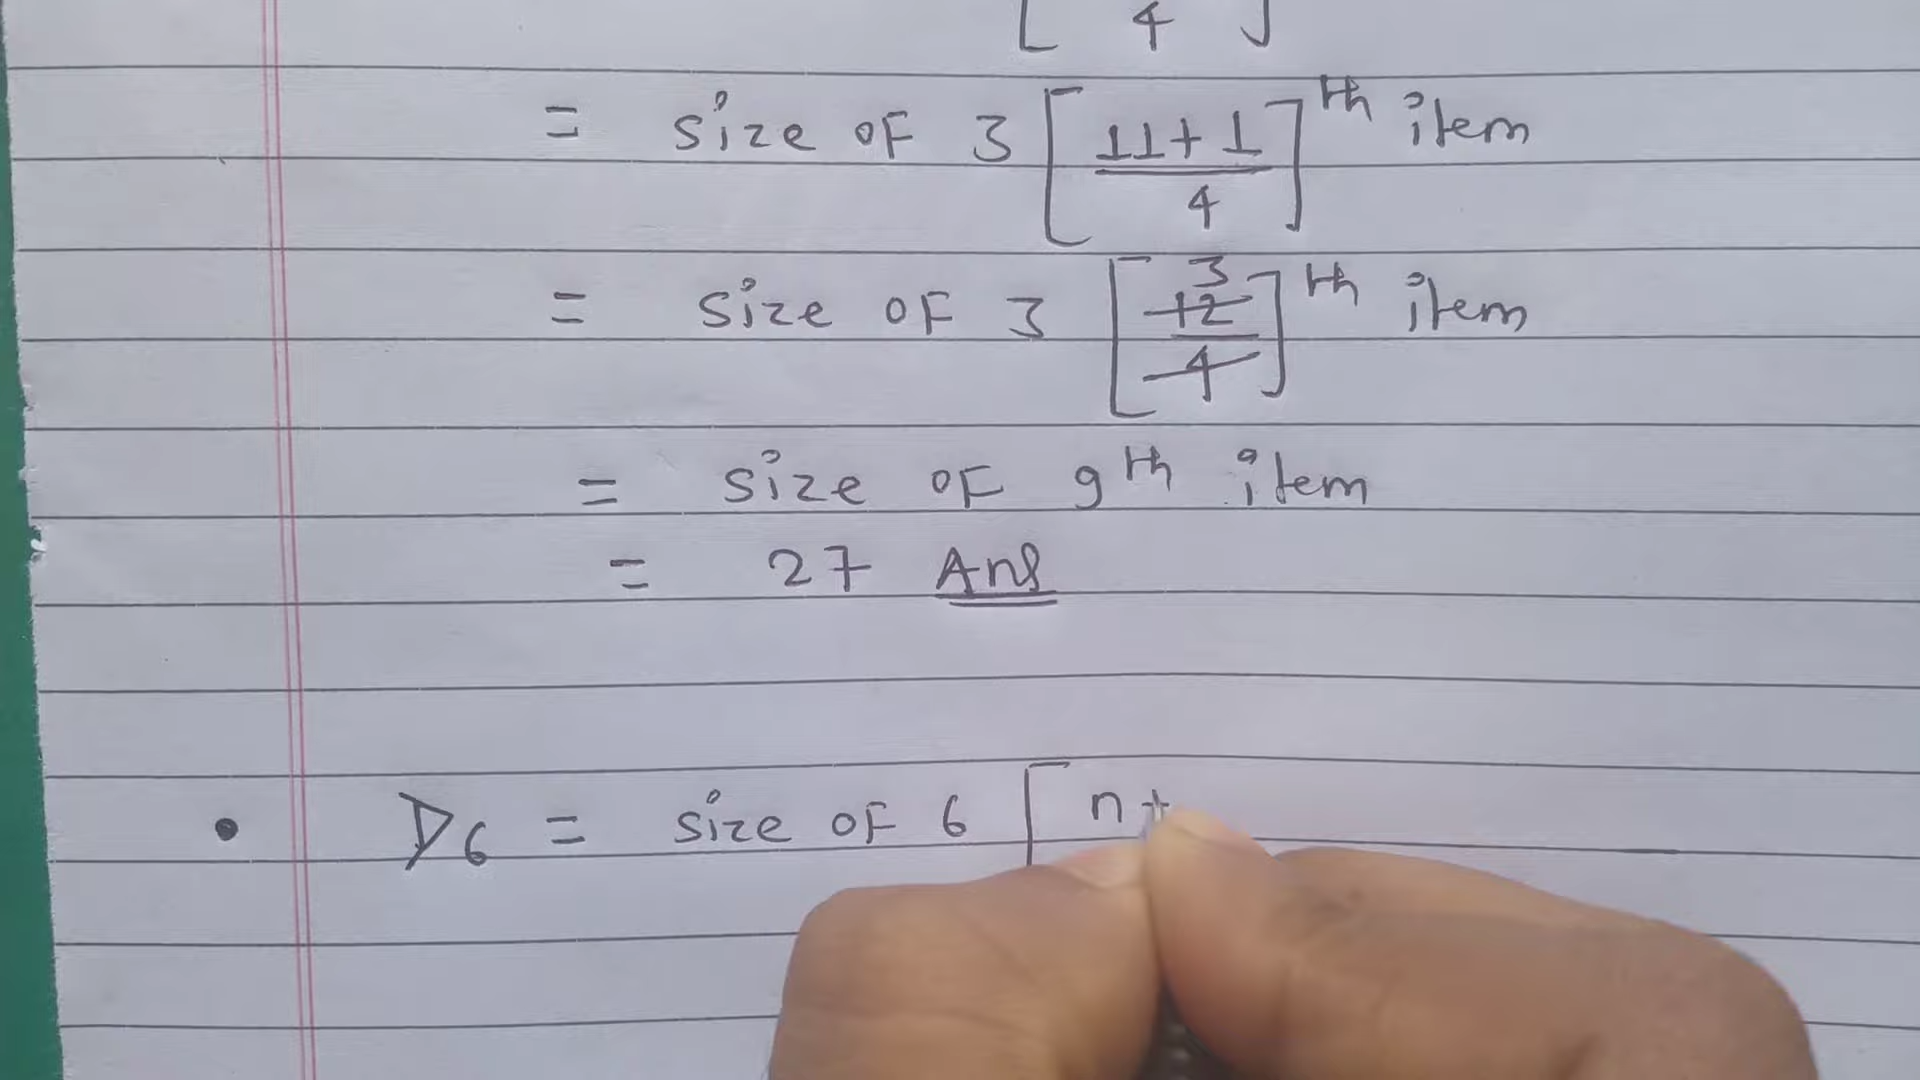 [ 4 ]
= size of 3 [ 11+1 / 4 ]th item
= size of 3 [ 12 3 / 4 ]th item
= size of 9th item
= 27 Ans
• D6 = size of 6 [ n+